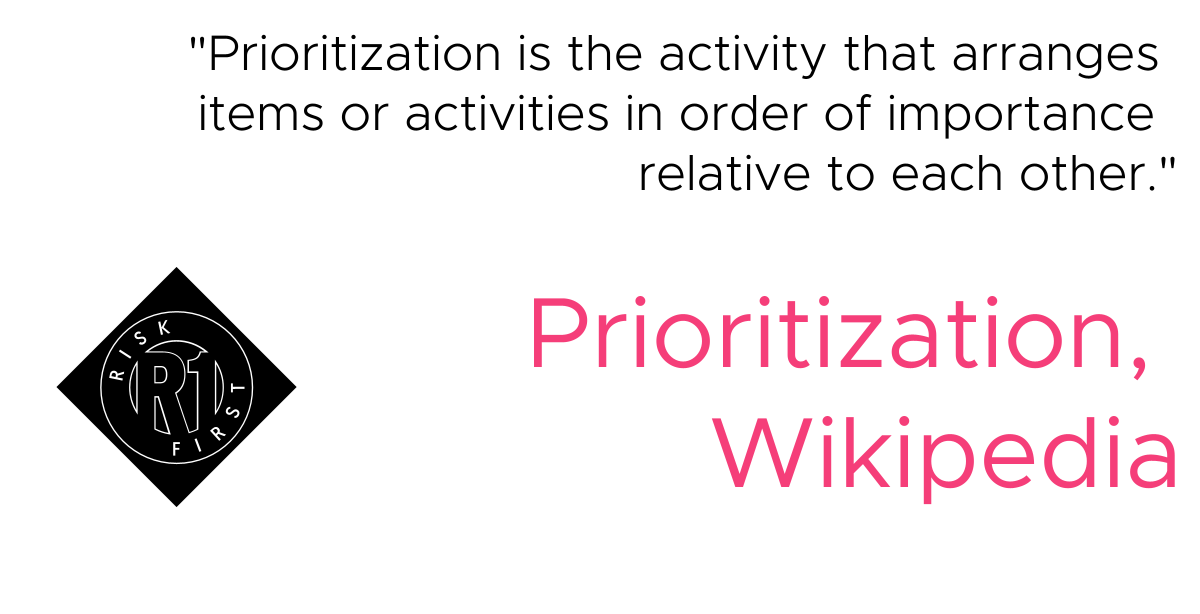 "Prioritization is the activity that arranges
items or activities in order of importance
relative to each other."
RISK
R1
FIRST
Prioritization,
Wikipedia